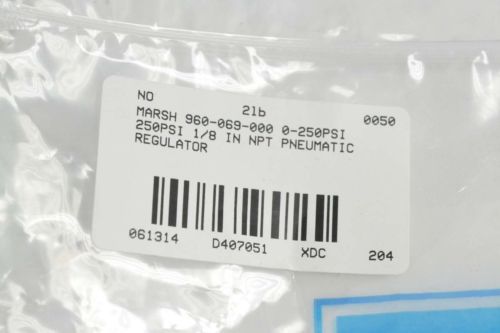 NO 2lb 0050
MARSH 960-069-000 0-250PSI
250PSI 1/8 IN NPT PNEUMATIC
REGULATOR
061314 D407051 XDC 204